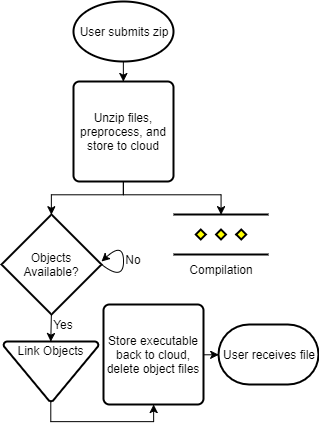 User submits zip
Unzip files,
preprocess, and
store to cloud
Objects
Available?
No
Compilation
Yes
Link Objects
Store executable
back to cloud,
delete object files
User receives file